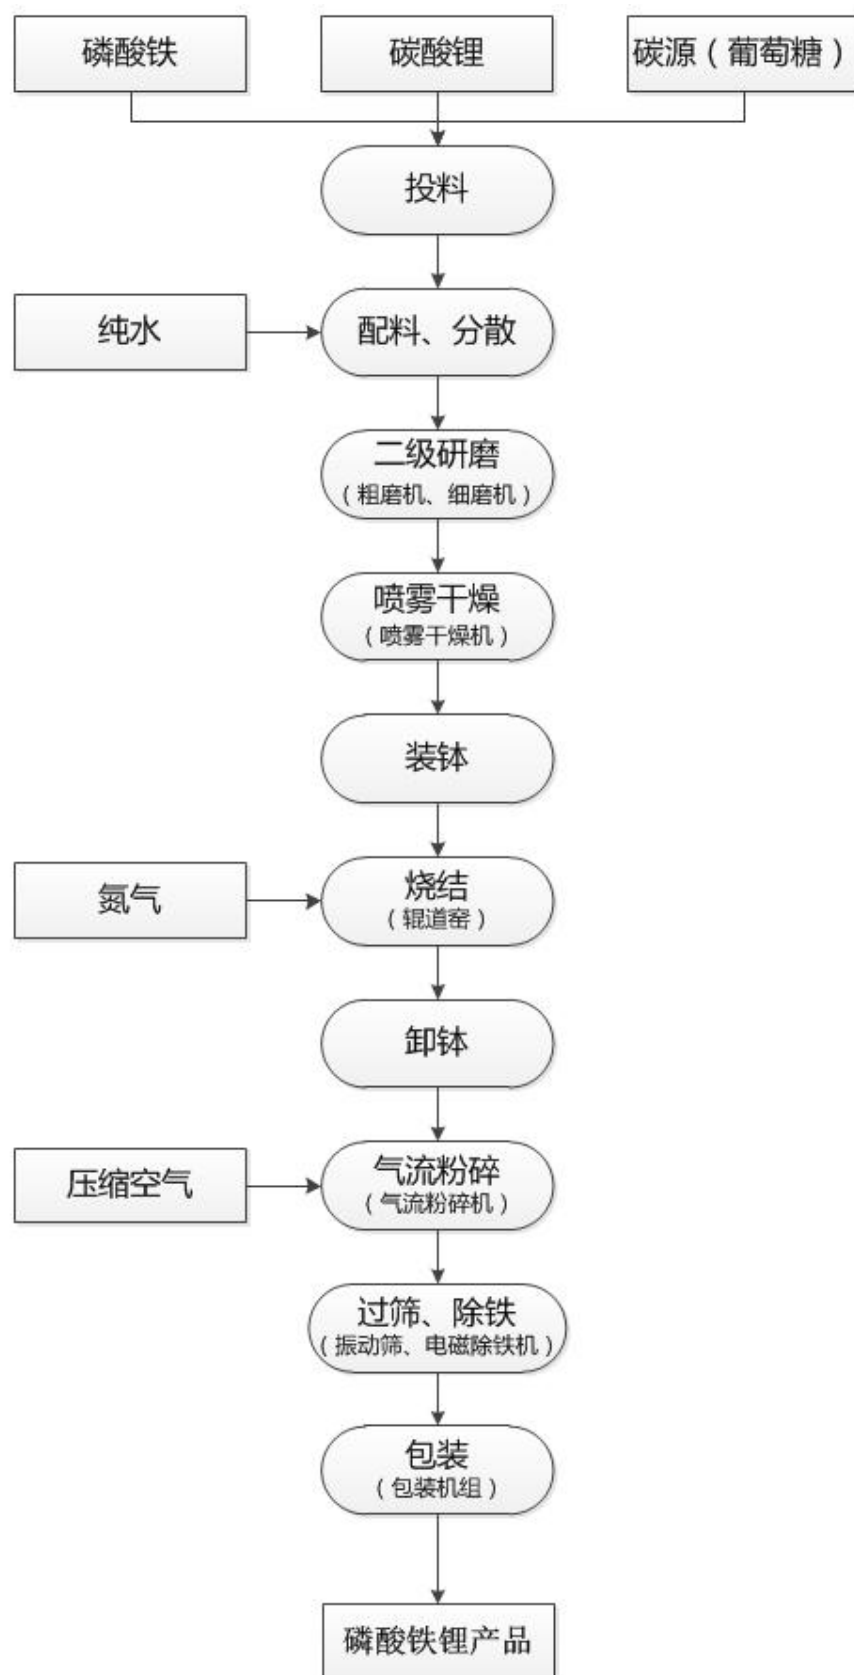 磷酸铁
碳酸锂
碳源（葡萄糖）
投料
纯水
配料、分散
二级研磨
（粗磨机、细磨机）
喷雾干燥
（喷雾干燥机）
装钵
氮气
烧结
（辊道窑）
卸钵
压缩空气
气流粉碎
（气流粉碎机）
过筛、除铁
（振动筛、电磁除铁机）
包装
（包装机组）
磷酸铁锂产品